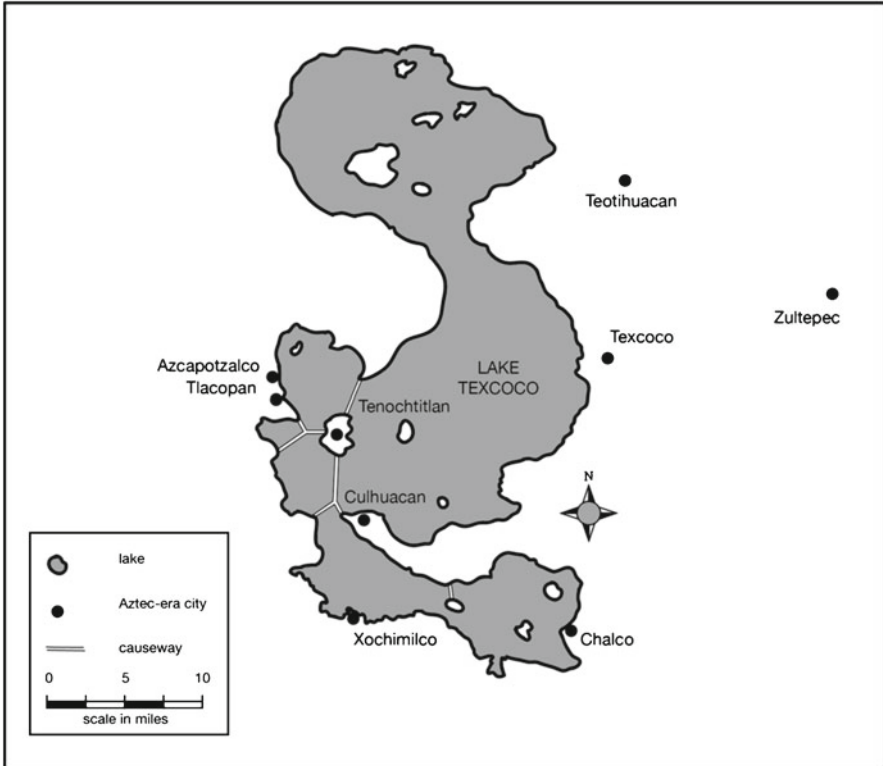 Teotihuacan
Zultepec
Texcoco
Azcapotzalco
Tlacopan
LAKE
TEXCOCO
Tenochtitlan
Culhuacan
N
Xochimilco
Chalco
lake
Aztec-era city
causeway
0 5 10
scale in miles